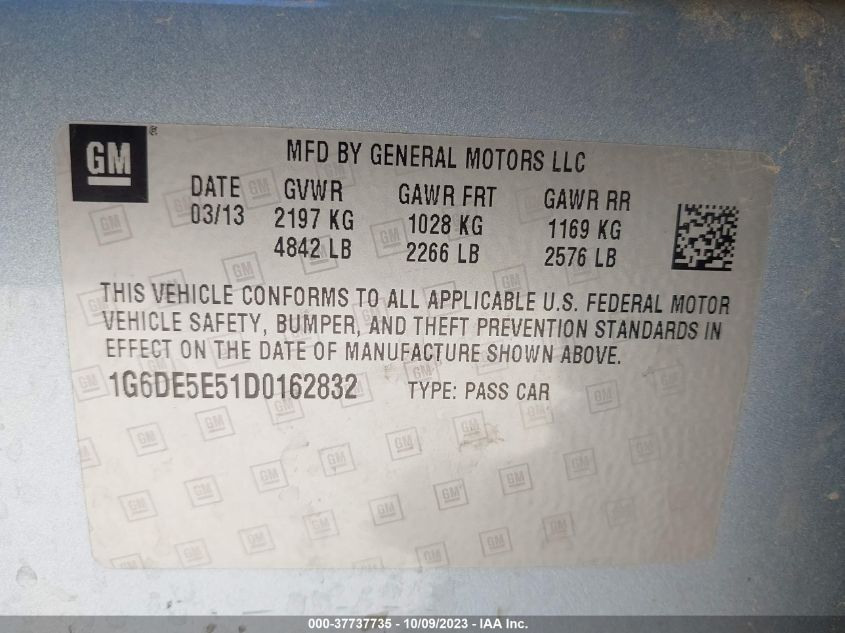 GM
MFD BY GENERAL MOTORS LLC
DATE GVWR GAWR FRT GAWR RR
03/13 2197 KG 1028 KG 1169 KG
4842 LB 2266 LB 2576 LB
THIS VEHICLE CONFORMS TO ALL APPLICABLE U.S. FEDERAL MOTOR
VEHICLE SAFETY, BUMPER, AND THEFT PREVENTION STANDARDS IN
EFFECT ON THE DATE OF MANUFACTURE SHOWN ABOVE.
1G6DE5E51D0162832 TYPE: PASS CAR
000-37737735 - 10/09/2023 - IAA Inc.